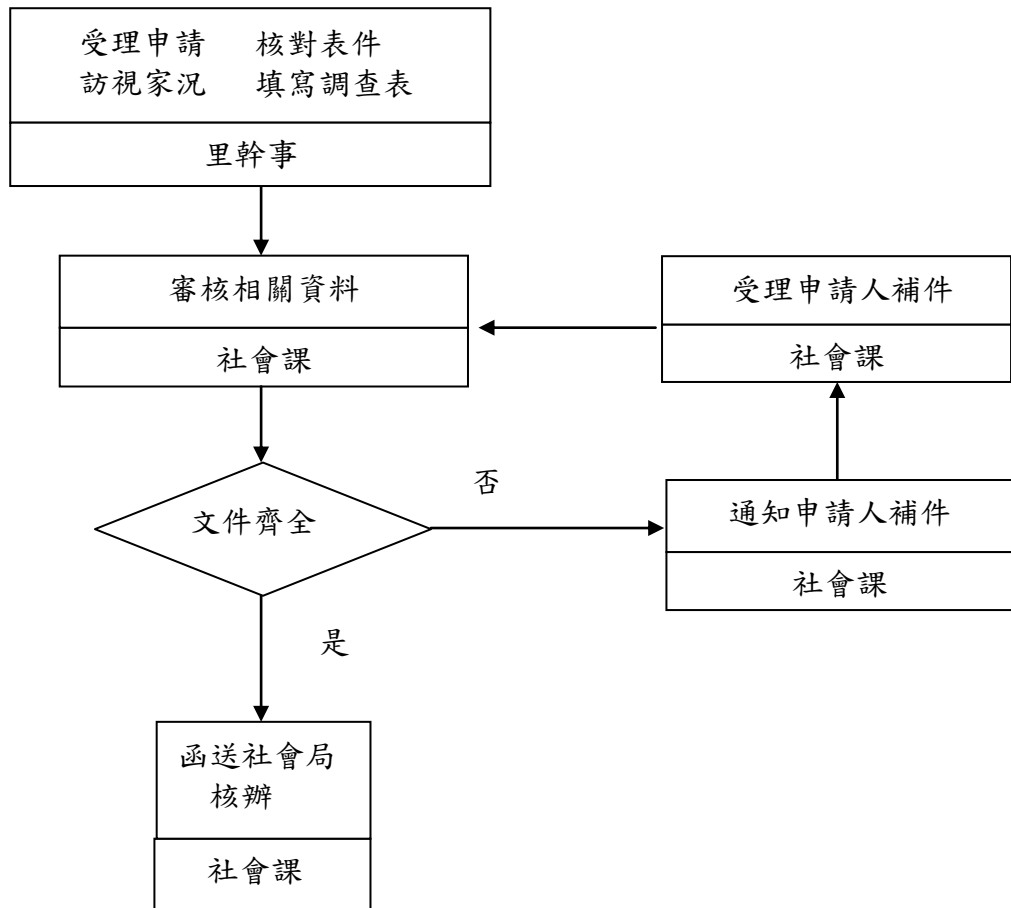 受理申請 核對表件
訪視家況 填寫調查表
里幹事
審核相關資料
社會課
受理申請人補件
社會課
文件齊全
否
通知申請人補件
社會課
是
函送社會局
核辦
社會課